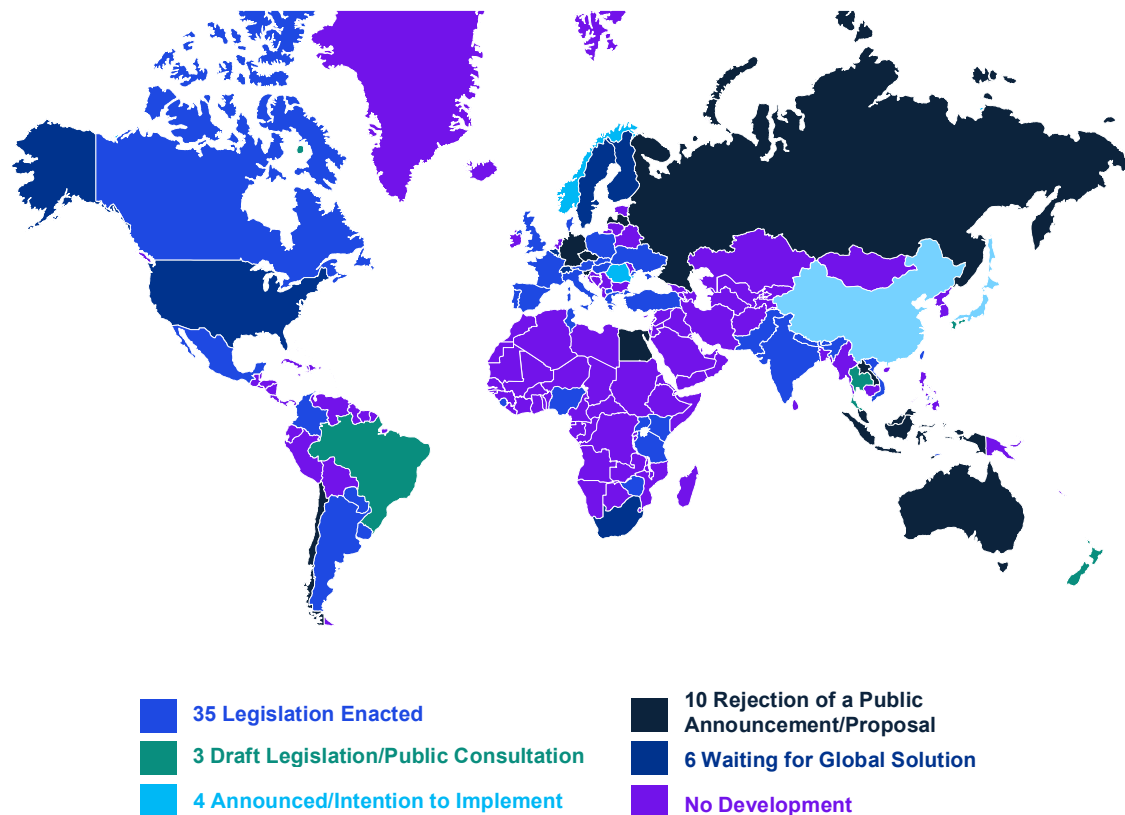 35 Legislation Enacted
3 Draft Legislation/Public Consultation
4 Announced/Intention to Implement
10 Rejection of a Public
Announcement/Proposal
6 Waiting for Global Solution
No Development